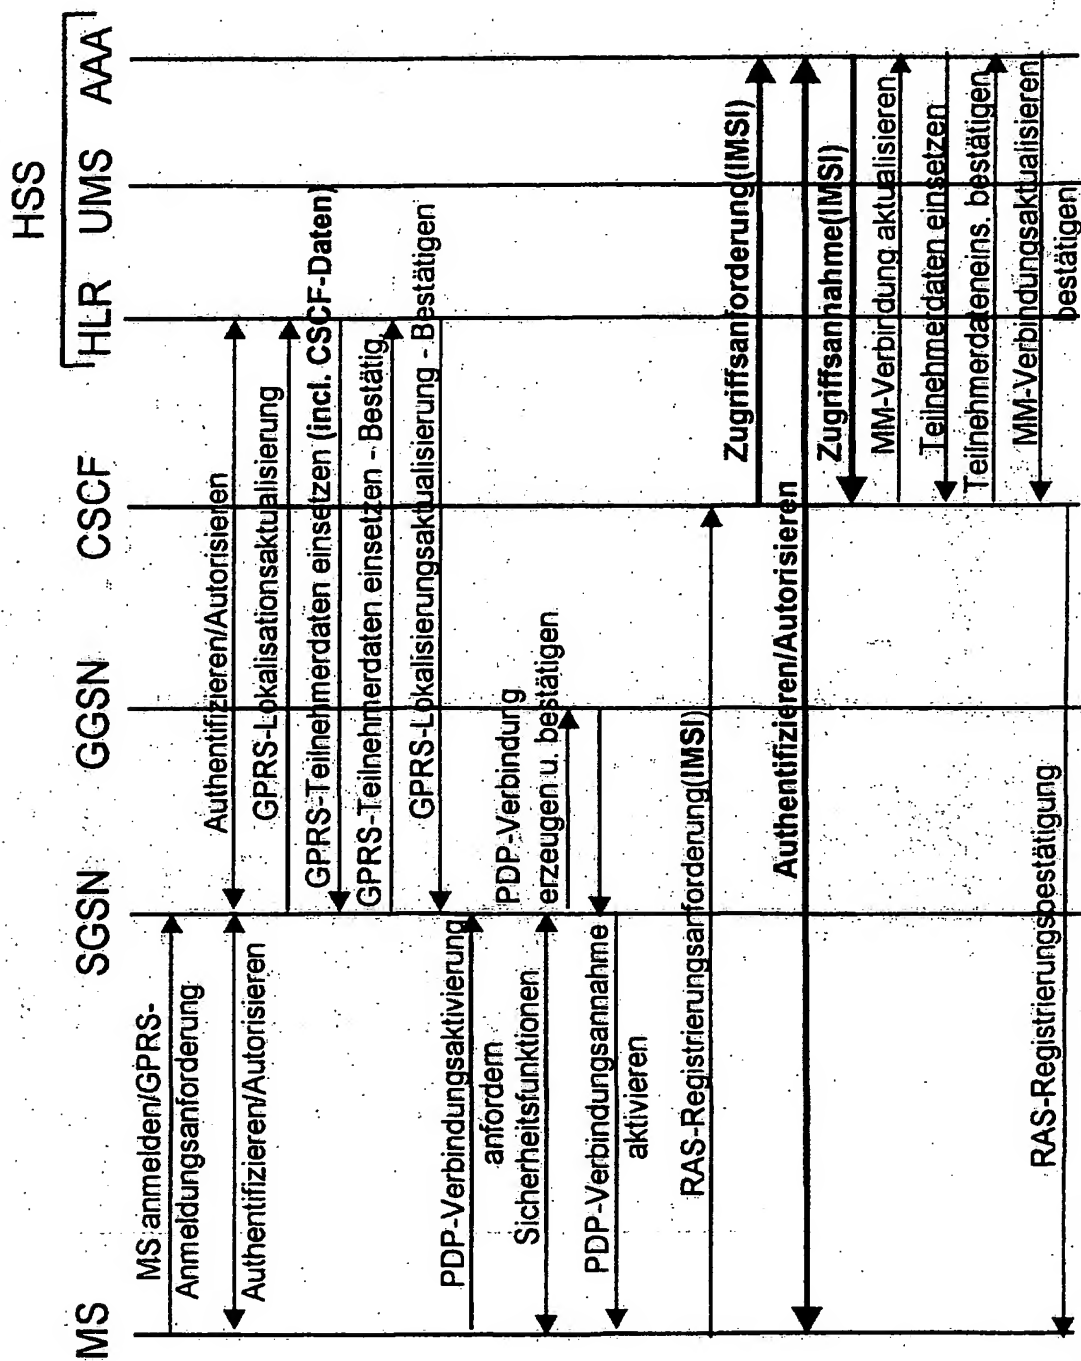 HSS
MS SGSN GGSN CSCF HLR UMS AAA
MS anmelden/GPRS-
Anmeldungsanforderung
Authentifizieren/Autorisieren
Authentifizieren/Autorisieren
GPRS-Lokalisationsaktualisierung
GPRS-Teilnehmerdaten einsetzen (incl. CSCF-Daten)
GPRS-Teilnehmerdaten einsetzen - Bestätig.
GPRS-Lokalisierungsaktualisierung - Bestätigen
PDP-Verbindungsaktivierung
anfordern
Sicherheitsfunktionen
PDP-Verbindung
erzeugen u. bestätigen
PDP-Verbindungsannahme
aktivieren
RAS-Registrierungsanforderung(IMSI)
Zugriffsanforderung(IMSI)
Authentifizieren/Autorisieren
Zugriffsannahme(IMSI)
MM-Verbindung aktualisieren
Teilnehmerdaten einsetzen
Teilnehmerdateneins. bestätigen
MM-Verbindungsaktualisieren
bestätigen
RAS-Registrierungsbestätigung